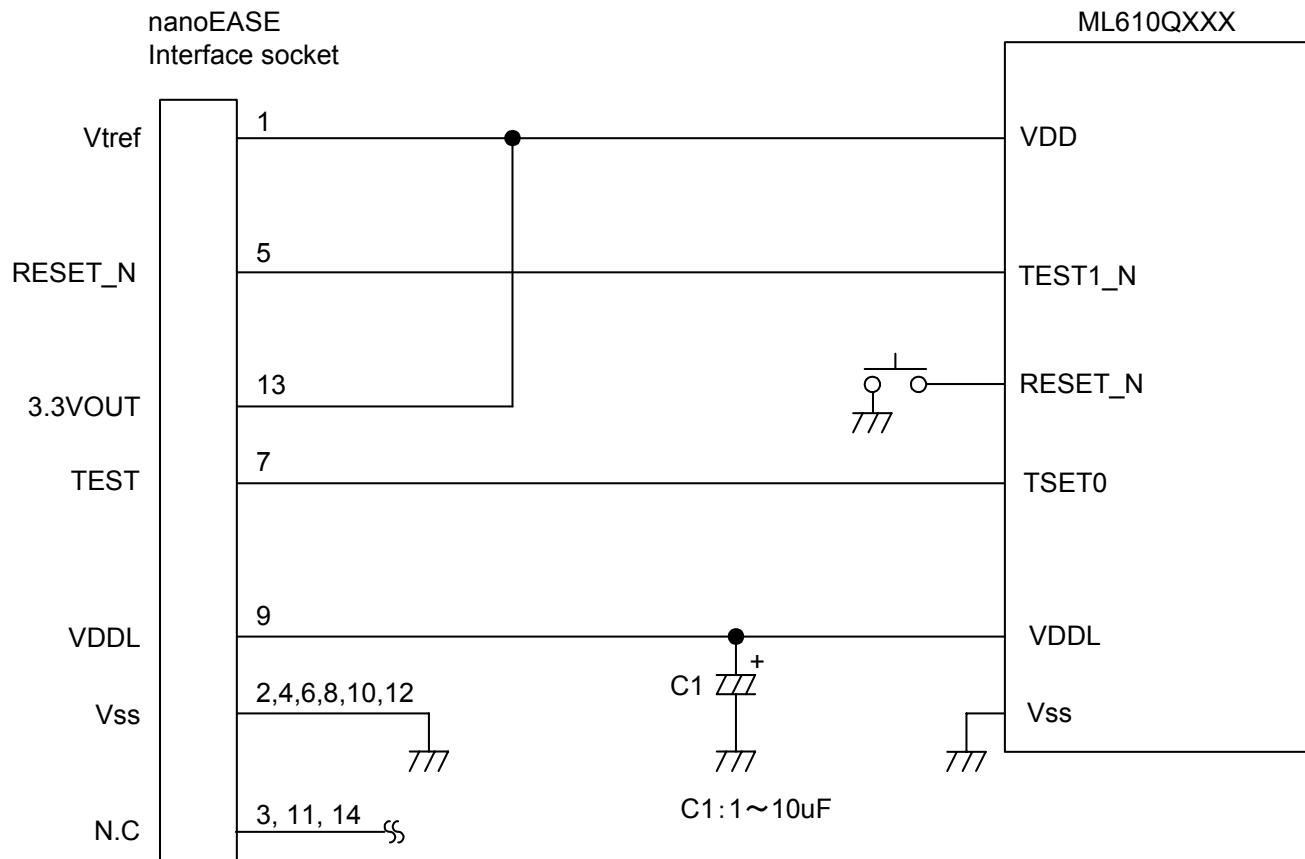 nanoEASE
Interface socket
ML610QXXX
Vtref
1
VDD
RESET_N
5
TEST1_N
13
RESET_N
3.3VOUT
TEST
7
TSET0
VDDL
9
VDDL
+
C1
Vss
2,4,6,8,10,12
Vss
C1:1～10uF
N.C
3, 11, 14